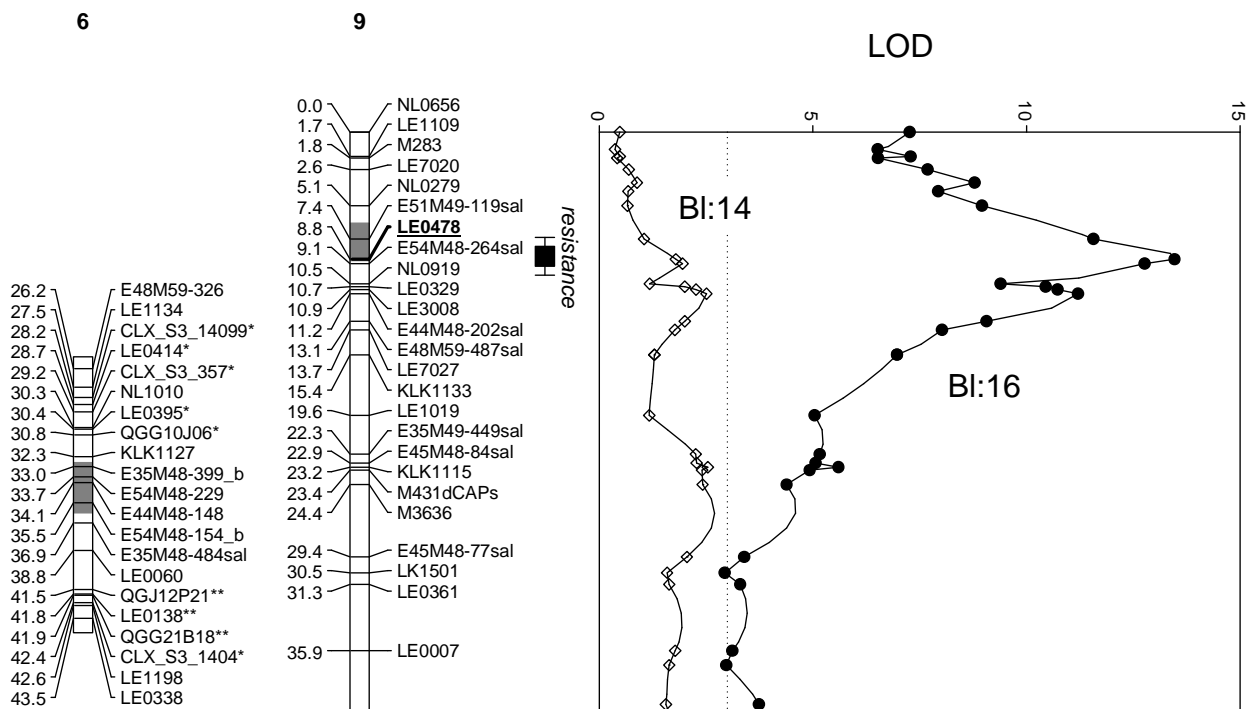 6
9
LOD
0
5
10
15
0.0 NL0656
1.7 LE1109
1.8 M283
2.6 LE7020
5.1 NL0279
7.4 E51M49-119sal
8.8 LE0478
9.1 E54M48-264sal
10.5 NL0919
10.7 LE0329
10.9 LE3008
11.2 E44M48-202sal
13.1 E48M59-487sal
13.7 LE7027
15.4 KLK1133
19.6 LE1019
22.3 E35M49-449sal
22.9 E45M48-84sal
23.2 KLK1115
23.4 M431dCAPs
24.4 M3636
29.4 E45M48-77sal
30.5 LK1501
31.3 LE0361
35.9 LE0007
26.2 E48M59-326
27.5 LE1134
28.2 CLX_S3_14099*
28.7 LE0414*
29.2 CLX_S3_357*
30.3 NL1010
30.4 LE0395*
30.8 QGG10J06*
32.3 KLK1127
33.0 E35M48-399_b
33.7 E54M48-229
34.1 E44M48-148
35.5 E54M48-154_b
36.9 E35M48-484sal
38.8 LE0060
41.5 QGJ12P21**
41.8 LE0138**
41.9 QGG21B18**
42.4 CLX_S3_1404*
42.6 LE1198
43.5 LE0338
resistance
Bl:14
Bl:16